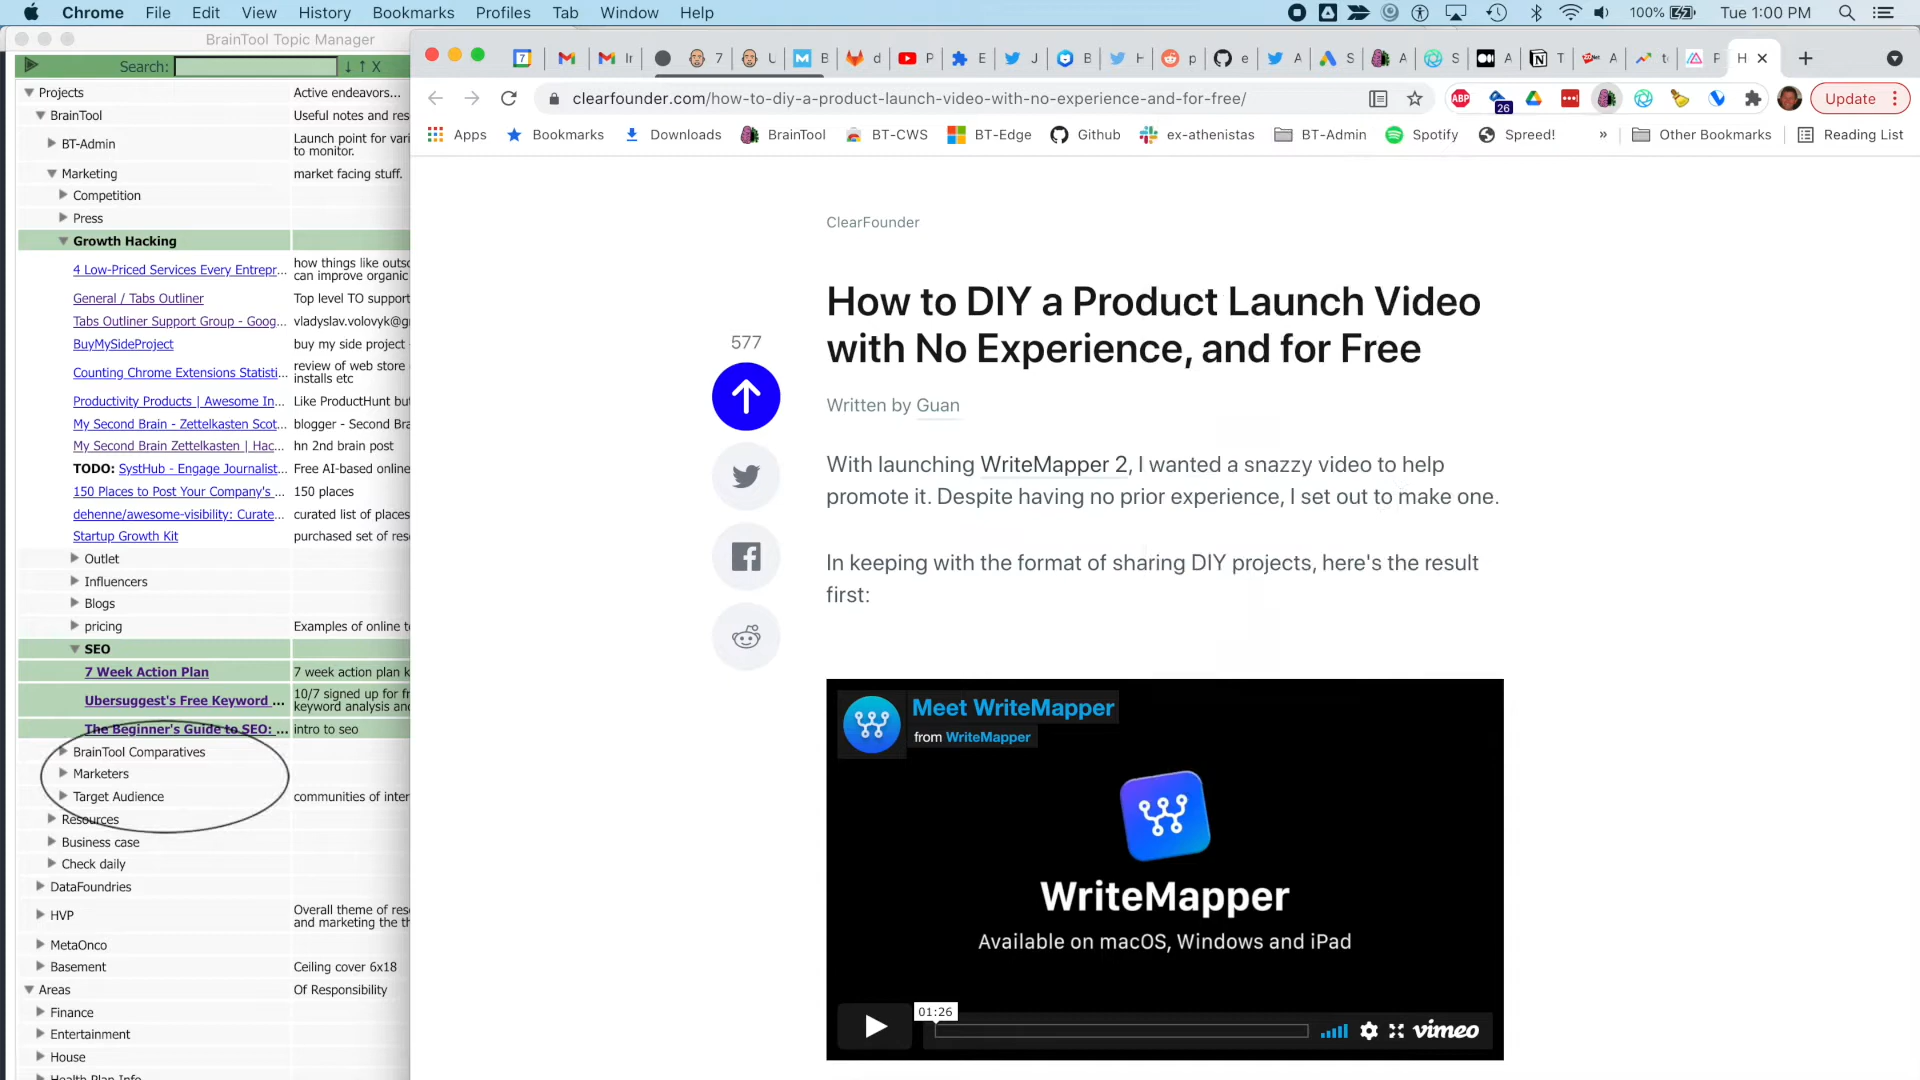 Chrome File Edit View History Bookmarks Profiles Tab Window Help 100% Tue 1:00 PM
BrainTool Topic Manager
Search: ↓ ↑ X
Projects Active endeavors...
BrainTool Useful notes and res
BT-Admin Launch point for vari
to monitor.
Marketing market facing stuff.
Competition
Press
Growth Hacking
4 Low-Priced Services Every Entrepr... how things like outso
can improve organic
General / Tabs Outliner Top level TO support
Tabs Outliner Support Group - Goog... vladyslav.volovyk@g
BuyMySideProject buy my side project -
Counting Chrome Extensions Statisti... review of web store
installs etc
Productivity Products | Awesome In... Like ProductHunt but
My Second Brain - Zettelkasten Scot... blogger - Second Bra
My Second Brain Zettelkasten | Hac... hn 2nd brain post
TODO: SystHub - Engage Journalist... Free AI-based online
150 Places to Post Your Company's ... 150 places
dehenne/awesome-visibility: Curate... curated list of places
Startup Growth Kit purchased set of res
Outlet
Influencers
Blogs
pricing Examples of online t
SEO
7 Week Action Plan 7 week action plan k
Ubersuggest's Free Keyword ... 10/7 signed up for fr
keyword analysis and
The Beginner's Guide to SEO: ... intro to seo
BrainTool Comparatives
Marketers
Target Audience communities of inter
Resources
Business case
Check daily
DataFoundries
HVP Overall theme of res
and marketing the th
MetaOnco
Basement Ceiling cover 6x18
Areas Of Responsibility
Finance
Entertainment
House
Health Plan Info
7 Ir 7 U B d P E J B H p e A S A S A T A t P H
clearfounder.com/how-to-diy-a-product-launch-video-with-no-experience-and-for-free/ ABP 26 Update
Apps Bookmarks Downloads BrainTool BT-CWS BT-Edge Github ex-athenistas BT-Admin Spotify Spreed! » Other Bookmarks Reading List
ClearFounder
How to DIY a Product Launch Video
with No Experience, and for Free
577
Written by Guan
With launching WriteMapper 2, I wanted a snazzy video to help
promote it. Despite having no prior experience, I set out to make one.
In keeping with the format of sharing DIY projects, here's the result
first:
Meet WriteMapper
from WriteMapper
WriteMapper
Available on macOS, Windows and iPad
01:26
vimeo